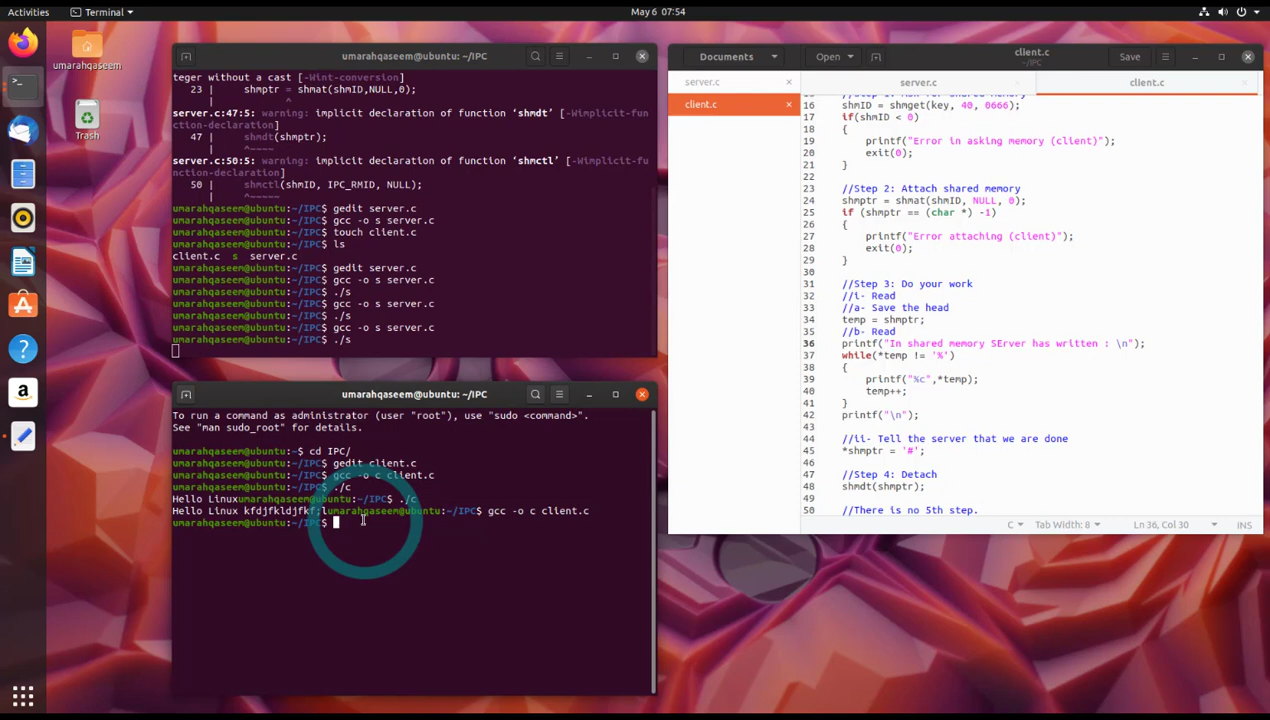 Activities
Terminal
May 6 07:54
umarahqaseem
Trash
umarahqaseem@ubuntu: ~/IPC
teger without a cast [-Wint-conversion]
23 | shmptr = shmat(shmID,NULL,0);
| ^
server.c:47:5: warning: implicit declaration of function ‘shmdt’ [-Wimplicit-fu
nction-declaration]
47 | shmdt(shmptr);
| ^~~~~
server.c:50:5: warning: implicit declaration of function ‘shmctl’ [-Wimplicit-fu
nction-declaration]
50 | shmctl(shmID, IPC_RMID, NULL);
| ^~~~~~
umarahqaseem@ubuntu:~/IPC$ gedit server.c
umarahqaseem@ubuntu:~/IPC$ gcc -o s server.c
umarahqaseem@ubuntu:~/IPC$ touch client.c
umarahqaseem@ubuntu:~/IPC$ ls
client.c s server.c
umarahqaseem@ubuntu:~/IPC$ gedit server.c
umarahqaseem@ubuntu:~/IPC$ gcc -o s server.c
umarahqaseem@ubuntu:~/IPC$ ./s
umarahqaseem@ubuntu:~/IPC$ gcc -o s server.c
umarahqaseem@ubuntu:~/IPC$ ./s
umarahqaseem@ubuntu:~/IPC$ gcc -o s server.c
umarahqaseem@ubuntu:~/IPC$ ./s
umarahqaseem@ubuntu: ~/IPC
To run a command as administrator (user "root"), use "sudo <command>".
See "man sudo_root" for details.
umarahqaseem@ubuntu:~$ cd IPC/
umarahqaseem@ubuntu:~/IPC$ gedit client.c
umarahqaseem@ubuntu:~/IPC$ gcc -o c client.c
umarahqaseem@ubuntu:~/IPC$ ./c
Hello Linuxumarahqaseem@ubuntu:~/IPC$ ./c
Hello Linux kfdjfkldjfkf;lumarahqaseem@ubuntu:~/IPC$ gcc -o c client.c
umarahqaseem@ubuntu:~/IPC$
Documents
Open
client.c
~/IPC
Save
server.c
client.c
server.c
client.c
16 shmID = shmget(key, 40, 0666);
17 if(shmID < 0)
18 {
19 printf("Error in asking memory (client)");
20 exit(0);
21 }
22
23 //Step 2: Attach shared memory
24 shmptr = shmat(shmID, NULL, 0);
25 if (shmptr == (char *) -1)
26 {
27 printf("Error attaching (client)");
28 exit(0);
29 }
30
31 //Step 3: Do your work
32 //i- Read
33 //a- Save the head
34 temp = shmptr;
35 //b- Read
36 printf("In shared memory SErver has written : \n");
37 while(*temp != '%')
38 {
39 printf("%c",*temp);
40 temp++;
41 }
42 printf("\n");
43
44 //ii- Tell the server that we are done
45 *shmptr = '#';
46
47 //Step 4: Detach
48 shmdt(shmptr);
49
50 //There is no 5th step.
C
Tab Width: 8
Ln 36, Col 30
INS